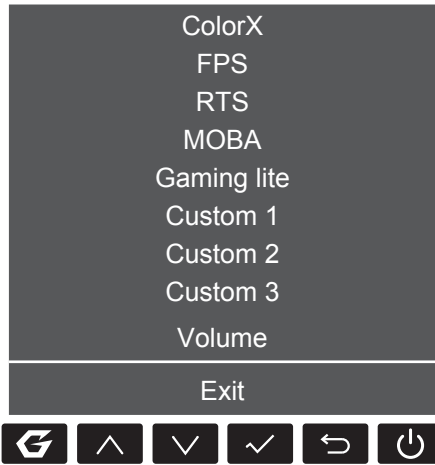 ColorX
FPS
RTS
MOBA
Gaming lite
Custom 1
Custom 2
Custom 3
Volume
Exit